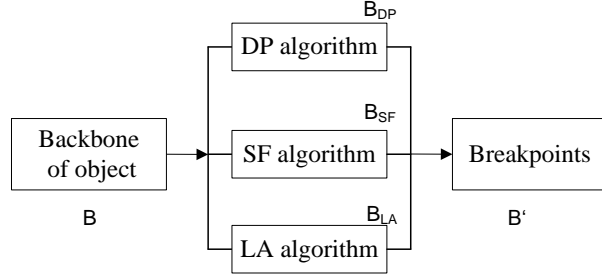 B_DP
DP algorithm
Backbone
of object
B
B_SF
SF algorithm
B_LA
LA algorithm
Breakpoints
B‘